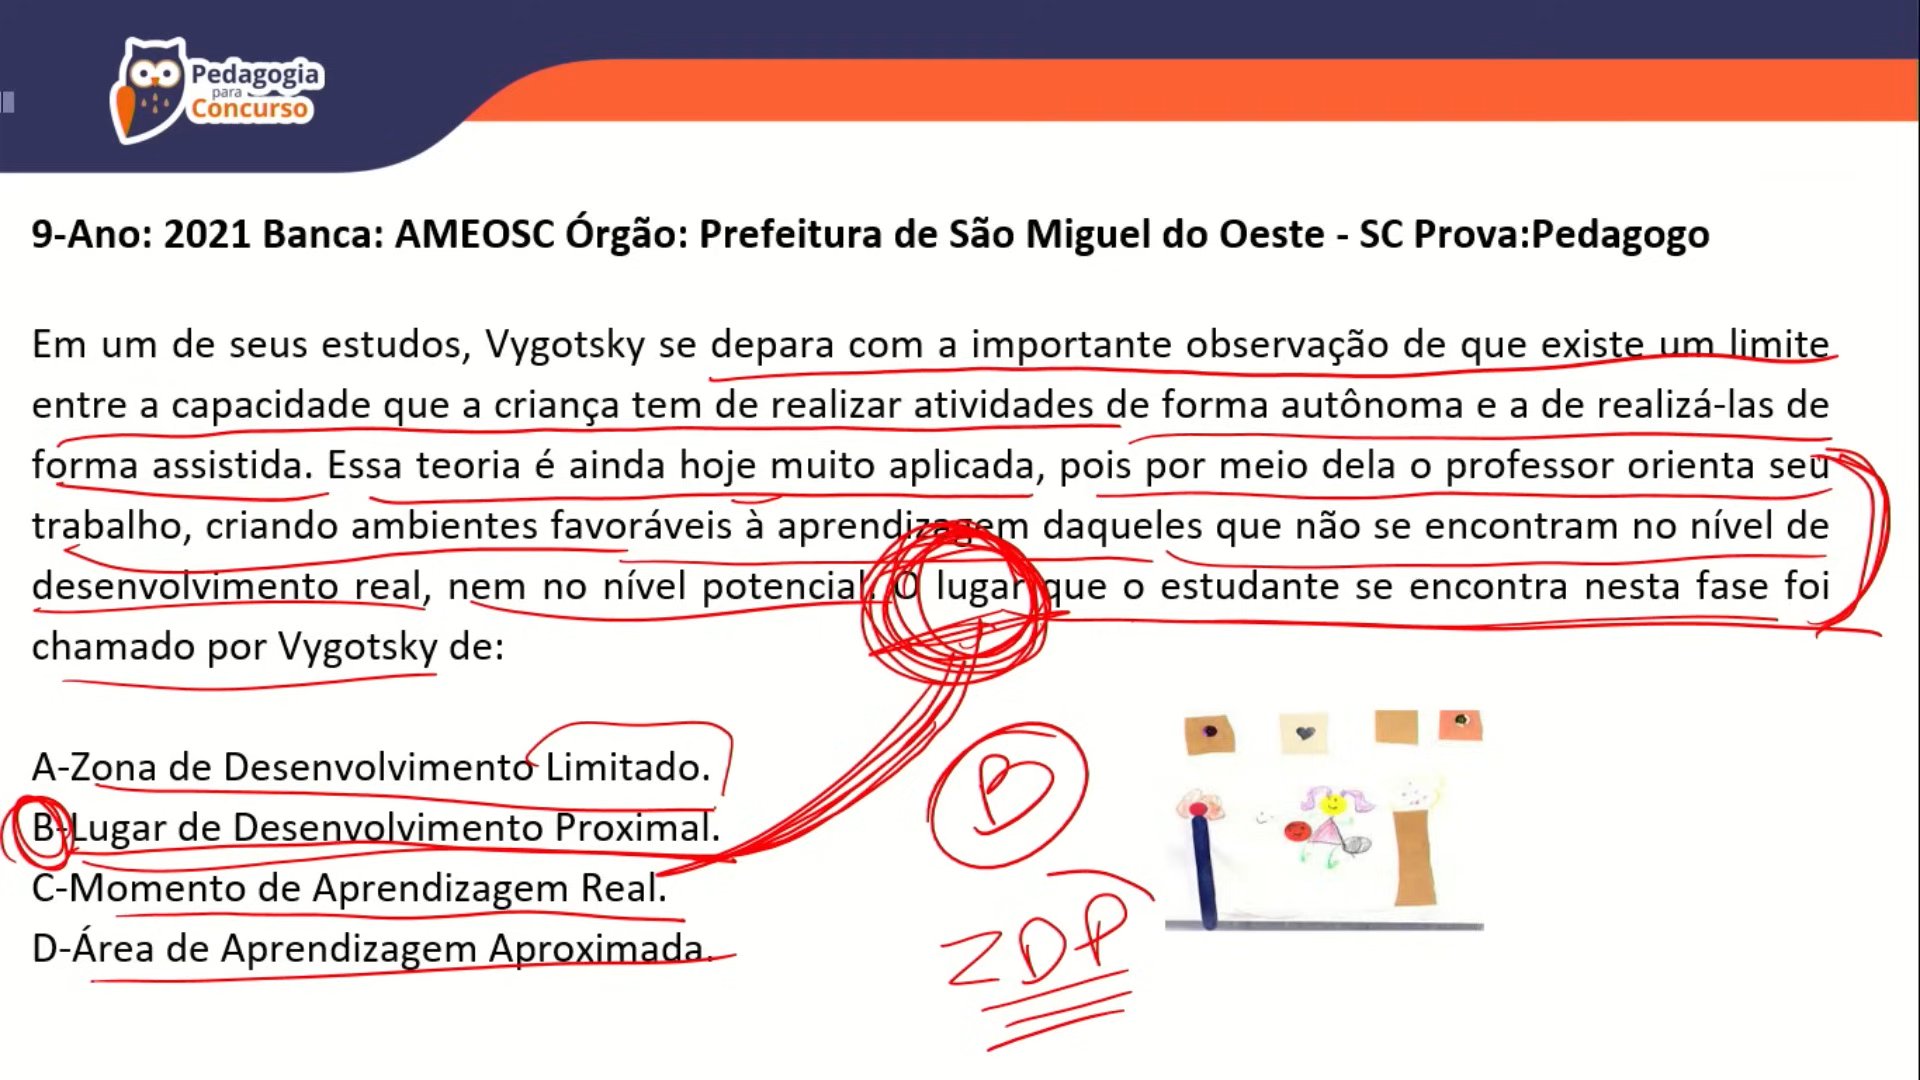 Pedagogia
para
Concurso
9-Ano: 2021 Banca: AMEOSC Órgão: Prefeitura de São Miguel do Oeste - SC Prova:Pedagogo
Em um de seus estudos, Vygotsky se depara com a importante observação de que existe um limite
entre a capacidade que a criança tem de realizar atividades de forma autônoma e a de realizá-las de
forma assistida. Essa teoria é ainda hoje muito aplicada, pois por meio dela o professor orienta seu
trabalho, criando ambientes favoráveis à aprendizagem daqueles que não se encontram no nível de
desenvolvimento real, nem no nível potencial. O lugar que o estudante se encontra nesta fase foi
chamado por Vygotsky de:
A-Zona de Desenvolvimento Limitado.
B-Lugar de Desenvolvimento Proximal.
C-Momento de Aprendizagem Real.
D-Área de Aprendizagem Aproximada.
B
ZDP